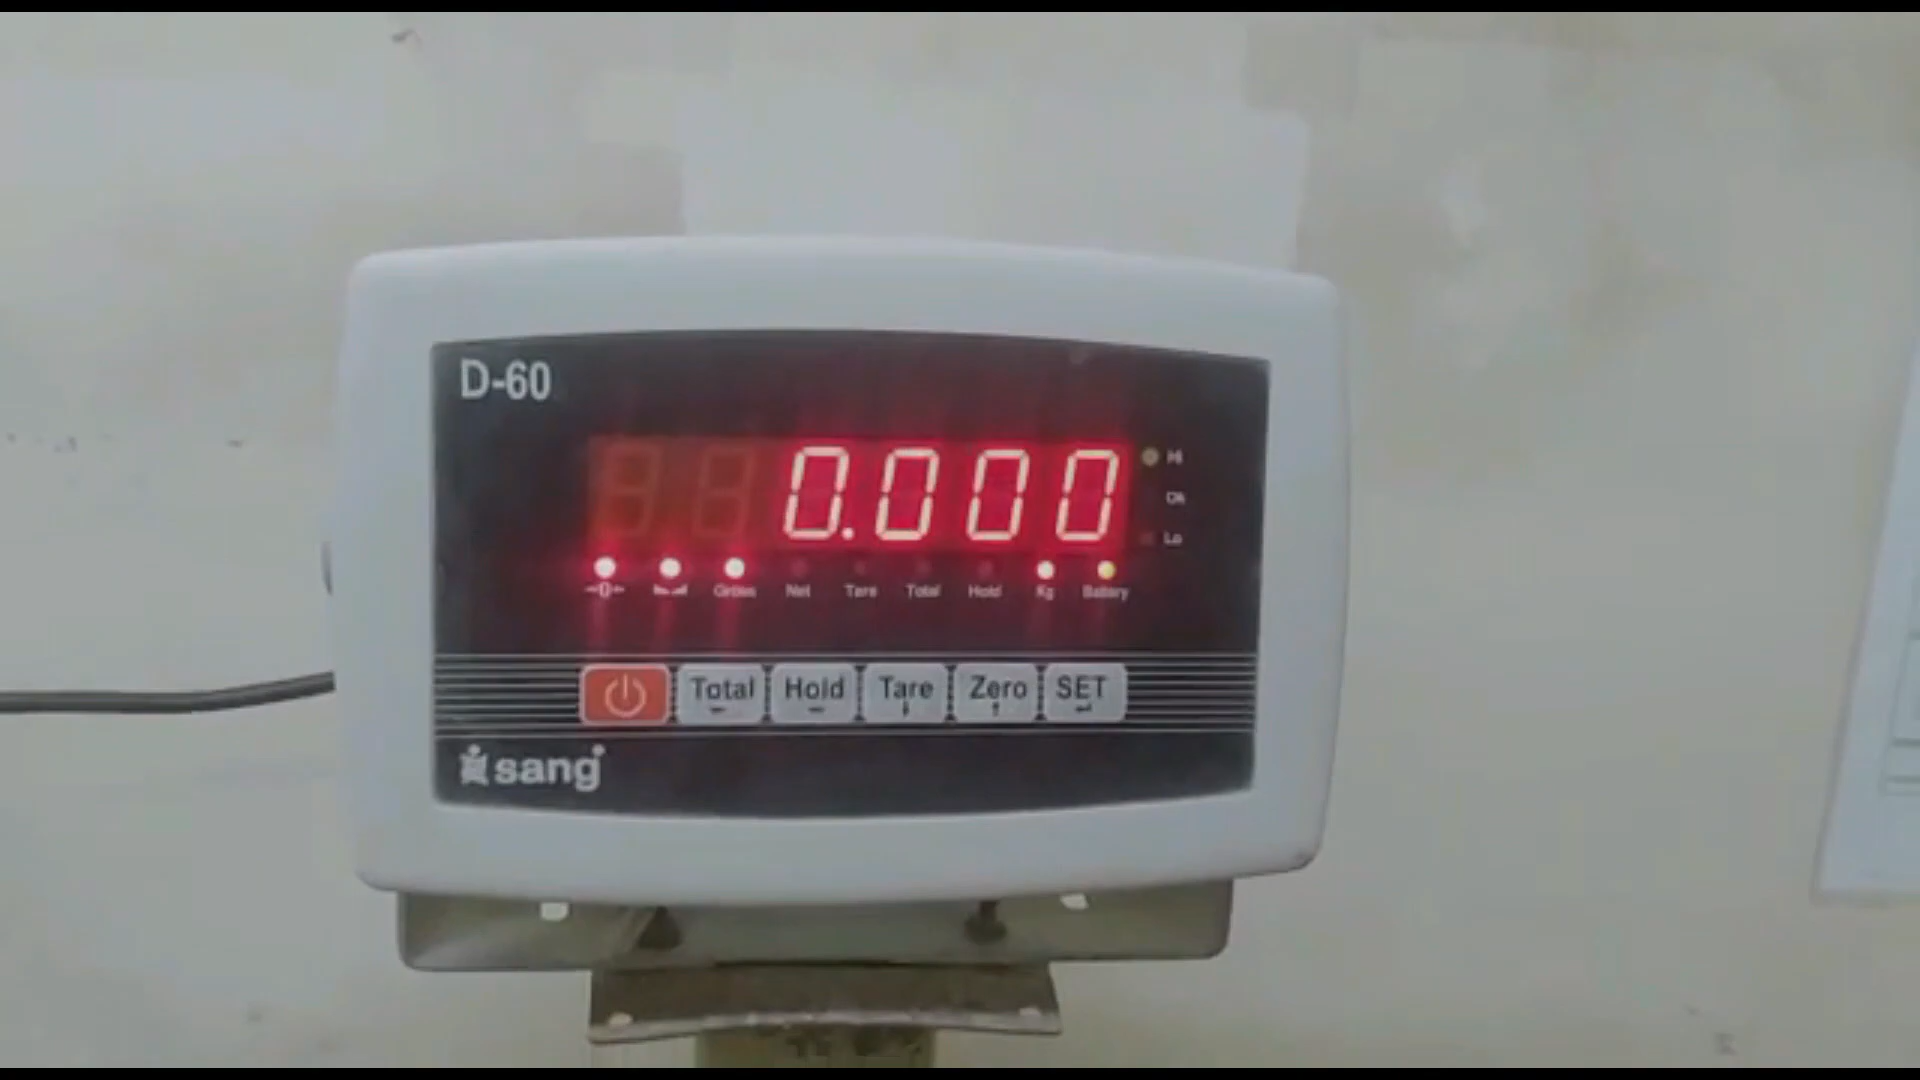 D-60
0.000
Hi
Ok
Lo
→0← Gross Net Tare Total Hold Kg Battery
Total Hold Tare Zero SET
sang